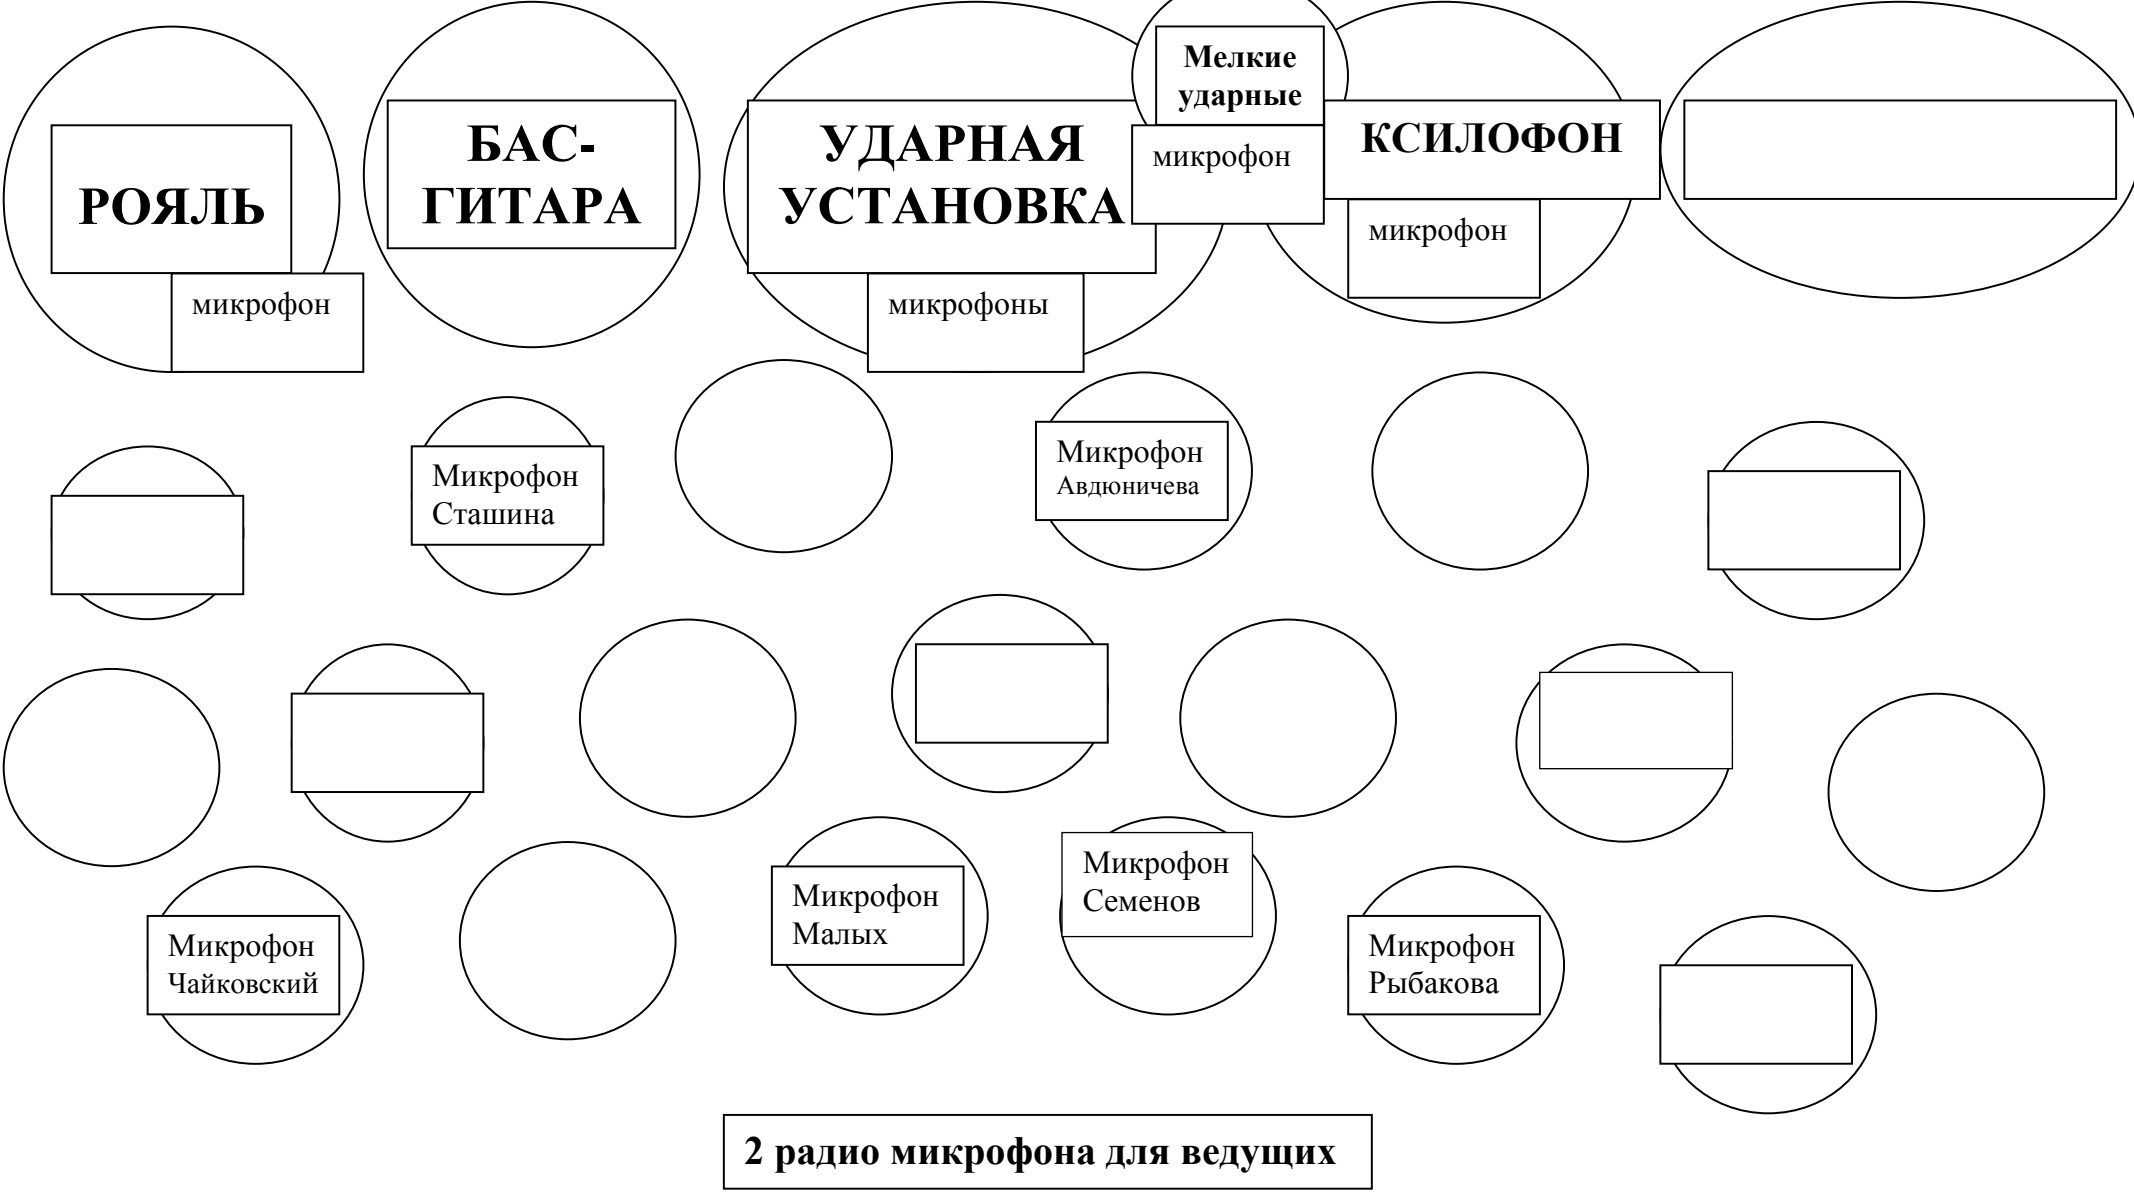 РОЯЛЬ
микрофон
БАС-
ГИТАРА
УДАРНАЯ
УСТАНОВКА
микрофоны
Мелкие
ударные
микрофон
КСИЛОФОН
микрофон
Микрофон
Сташина
Микрофон
Авдюничева
Микрофон
Чайковский
Микрофон
Малых
Микрофон
Семенов
Микрофон
Рыбакова
2 радио микрофона для ведущих